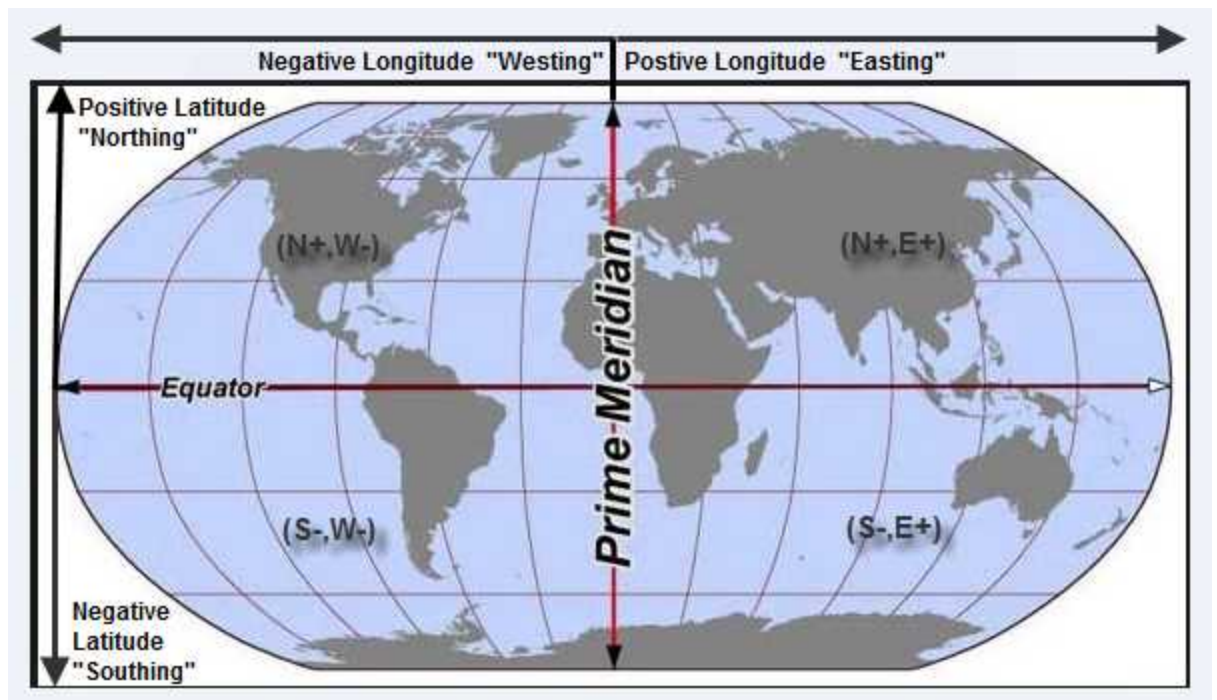 Negative Longitude "Westing"
Postive Longitude "Easting"
Positive Latitude
"Northing"
(N+,W-)
(N+,E+)
Prime Meridian
Equator
(S-,W-)
(S-,E+)
Negative
Latitude
"Southing"